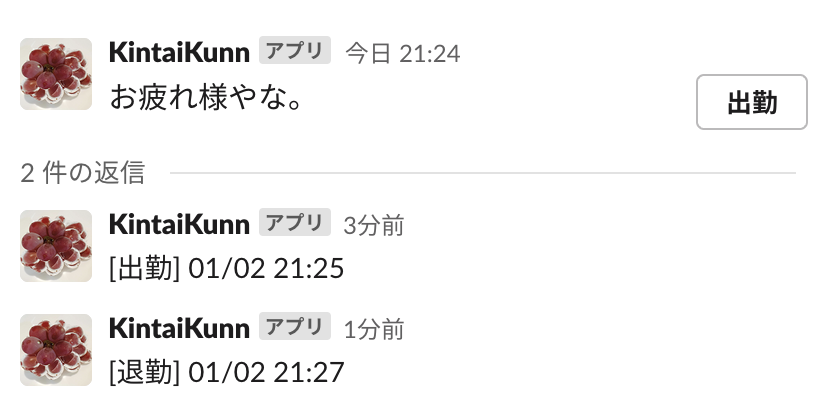 KintaiKunn アプリ 今日 21:24
お疲れ様やな。
出勤
2 件の返信
KintaiKunn アプリ 3分前
[出勤] 01/02 21:25
KintaiKunn アプリ 1分前
[退勤] 01/02 21:27